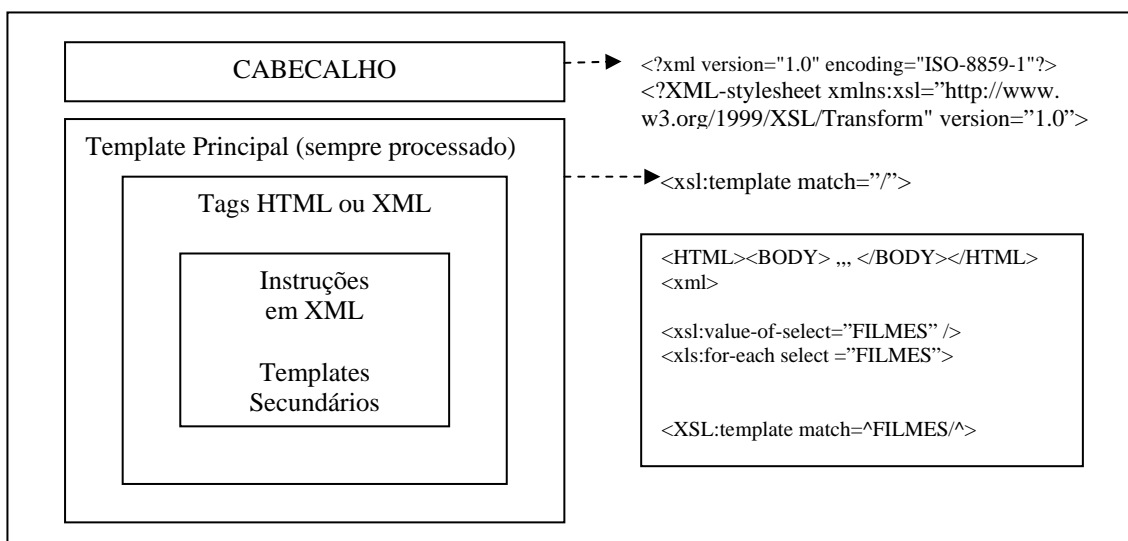 CABECALHO
<?xml version="1.0" encoding="ISO-8859-1"?>
<?XML-stylesheet xmlns:xsl=”http://www.
w3.org/1999/XSL/Transform" version=”1.0”>
Template Principal (sempre processado)
<xsl:template match=”/”>
Tags HTML ou XML
Instruções
em XML
Templates
Secundários
<HTML><BODY> ,,, </BODY></HTML>
<xml>
<xsl:value-of-select=”FILMES” />
<xls:for-each select =”FILMES”>
<XSL:template match=^FILMES/^>